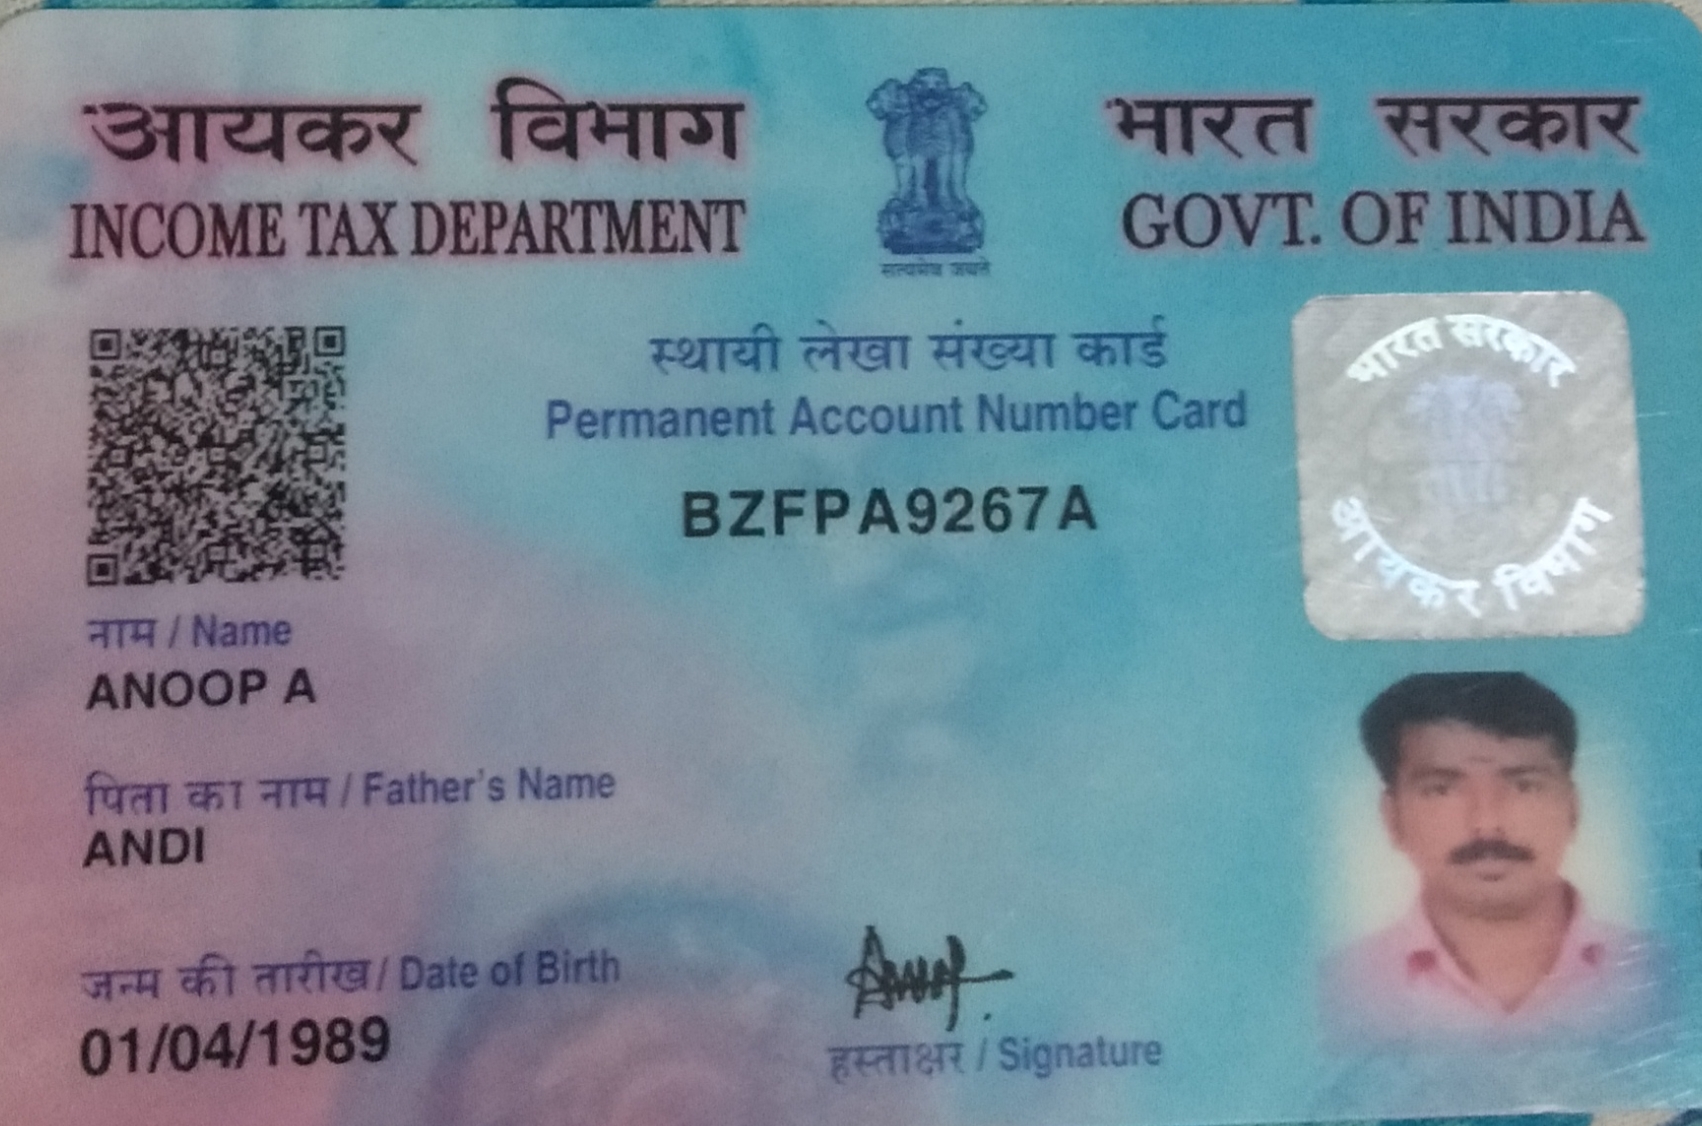 आयकर विभाग
INCOME TAX DEPARTMENT
सत्यमेव जयते
भारत सरकार
GOVT. OF INDIA
स्थायी लेखा संख्या कार्ड
Permanent Account Number Card
BZFPA9267A
भारत सरकार
आयकर विभाग
नाम / Name
ANOOP A
पिता का नाम / Father's Name
ANDI
जन्म की तारीख / Date of Birth
01/04/1989
Anoop.
हस्ताक्षर / Signature